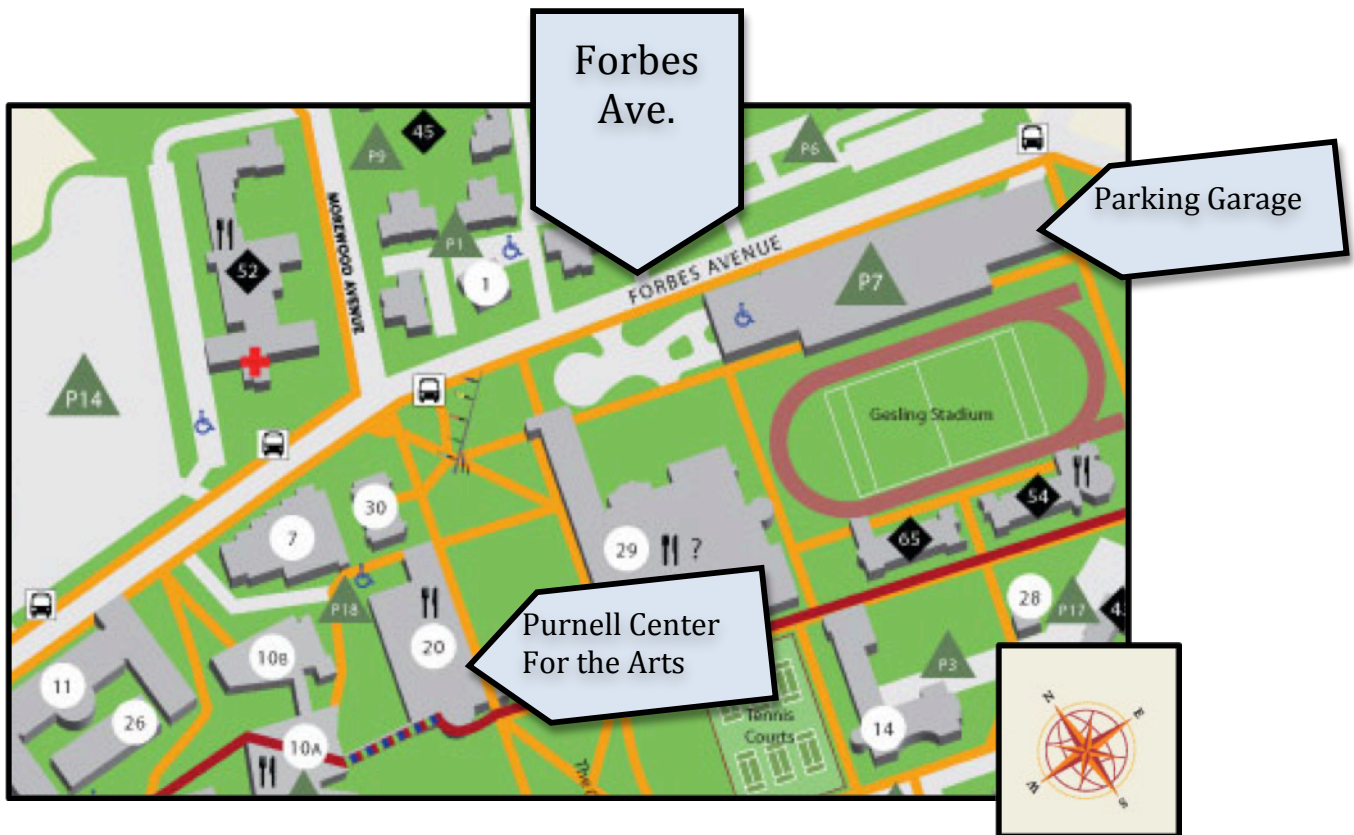 Forbes
Ave.
45
P9
P6
Parking Garage
MOREWOOD AVENUE
P1
52
1
FORBES AVENUE
P7
P14
Gesling Stadium
54
30
7
65
29 ?
P18
28
P17
Purnell Center
For the Arts
20
10B
P3
11
26
Tennis
Courts
14
10A
The
N
E
W
S